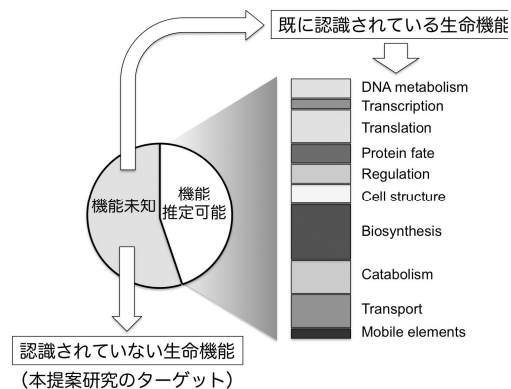 既に認識されている生命機能
DNA metabolism
Transcription
Translation
Protein fate
Regulation
Cell structure
Biosynthesis
Catabolism
Transport
Mobile elements
機能未知
機能
推定可能
認識されていない生命機能
（本提案研究のターゲット）